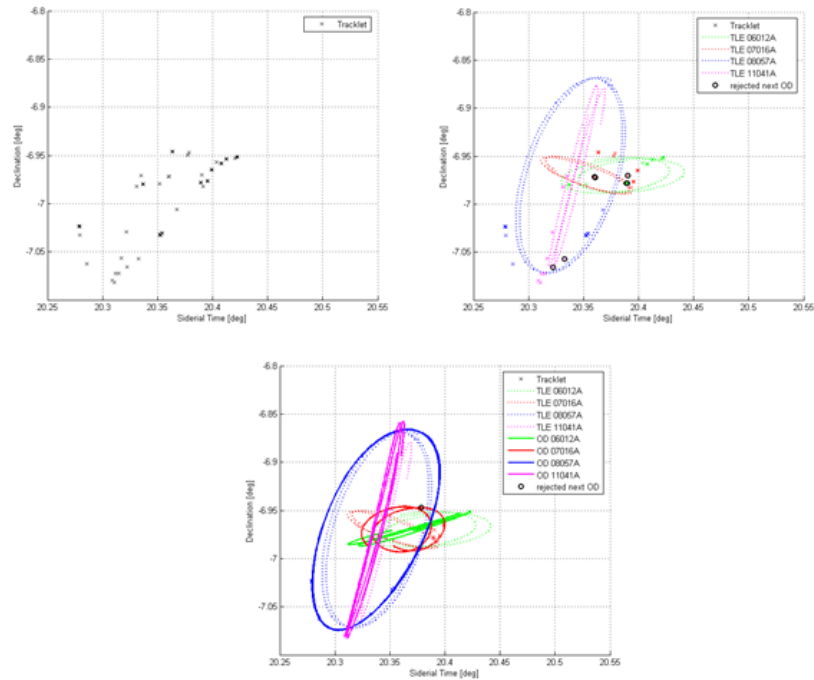 -6.8
-6.85
-6.9
-6.95
-7
-7.05
Declination [deg]
20.25 20.3 20.35 20.4 20.45 20.5 20.55
Siderial Time [deg]
Tracklet
-6.8
-6.85
-6.9
-6.95
-7
-7.05
Declination [deg]
20.25 20.3 20.35 20.4 20.45 20.5 20.55
Siderial Time [deg]
Tracklet
TLE 06012A
TLE 07016A
TLE 08057A
TLE 11041A
rejected next OD
-6.8
-6.85
-6.9
-6.95
-7
-7.05
Declination [deg]
20.25 20.3 20.35 20.4 20.45 20.5 20.55
Siderial Time [deg]
Tracklet
TLE 06012A
TLE 07016A
TLE 08057A
TLE 11041A
OD 06012A
OD 07016A
OD 08057A
OD 11041A
rejected next OD